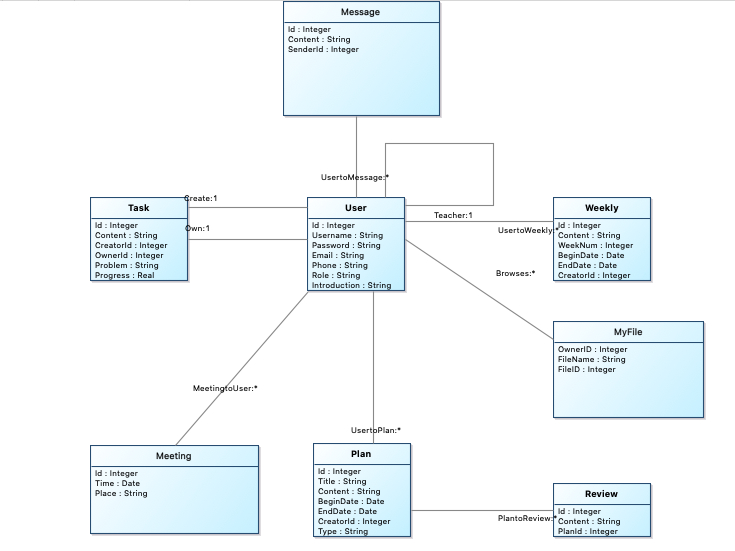 Message
Id : Integer
Content : String
SenderId : Integer
UsertoMessage:*
Task
Id : Integer
Content : String
CreatorId : Integer
OwnerId : Integer
Problem : String
Progress : Real
Create:1
Own:1
User
Id : Integer
Username : String
Password : String
Email : String
Phone : String
Role : String
Introduction : String
Teacher:1
UsertoWeekly:*
Weekly
Id : Integer
Content : String
WeekNum : Integer
BeginDate : Date
EndDate : Date
CreatorId : Integer
Browses:*
MyFile
OwnerID : Integer
FileName : String
FileID : Integer
MeetingtoUser:*
UsertoPlan:*
Meeting
Id : Integer
Time : Date
Place : String
Plan
Id : Integer
Title : String
Content : String
BeginDate : Date
EndDate : Date
CreatorId : Integer
Type : String
PlantoReview:*
Review
Id : Integer
Content : String
PlanId : Integer